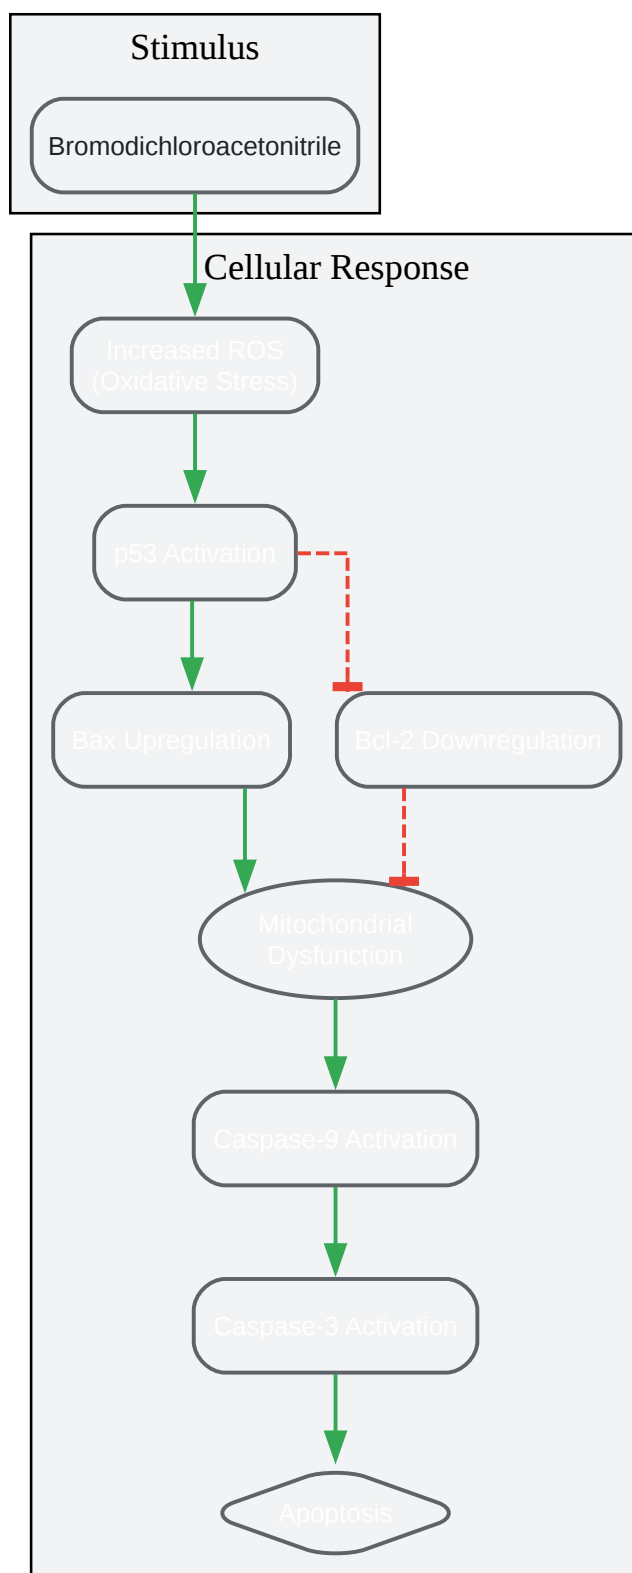 Stimulus
Bromodichloroacetonitrile
Cellular Response
Increased ROS
(Oxidative Stress)
p53 Activation
Bax Upregulation
Bcl-2 Downregulation
Mitochondrial
Dysfunction
Caspase-9 Activation
Caspase-3 Activation
Apoptosis